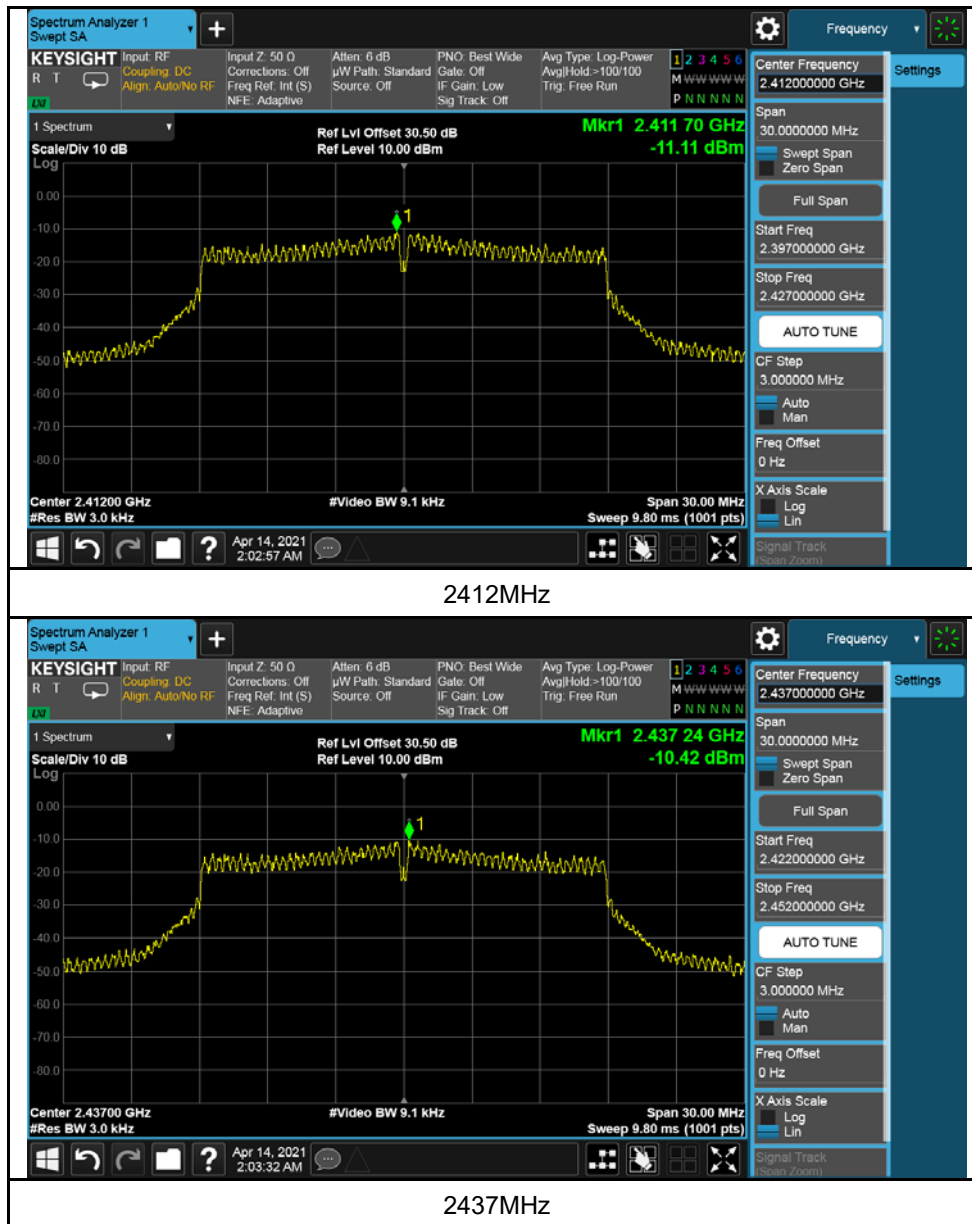 Spectrum Analyzer 1
Swept SA
+
Frequency
KEYSIGHT
R T
LXI
Input: RF
Coupling: DC
Align: Auto/No RF
Input Z: 50 Ω
Corrections: Off
Freq Ref: Int (S)
NFE: Adaptive
Atten: 6 dB
µW Path: Standard
Source: Off
PNO: Best Wide
Gate: Off
IF Gain: Low
Sig Track: Off
Avg Type: Log-Power
Avg|Hold:>100/100
Trig: Free Run
1 2 3 4 5 6
M W W W W W
P N N N N N
1 Spectrum
Scale/Div 10 dB
Log
Ref Lvl Offset 30.50 dB
Ref Level 10.00 dBm
Mkr1 2.411 70 GHz
-11.11 dBm
1
0.00
-10.0
-20.0
-30.0
-40.0
-50.0
-60.0
-70.0
-80.0
Center 2.41200 GHz
#Res BW 3.0 kHz
#Video BW 9.1 kHz
Span 30.00 MHz
Sweep 9.80 ms (1001 pts)
Center Frequency
2.412000000 GHz
Settings
Span
30.0000000 MHz
Swept Span
Zero Span
Full Span
Start Freq
2.397000000 GHz
Stop Freq
2.427000000 GHz
AUTO TUNE
CF Step
3.000000 MHz
Auto
Man
Freq Offset
0 Hz
X Axis Scale
Log
Lin
Signal Track
(Span Zoom)
?
Apr 14, 2021
2:02:57 AM
2412MHz
Spectrum Analyzer 1
Swept SA
+
Frequency
KEYSIGHT
R T
LXI
Input: RF
Coupling: DC
Align: Auto/No RF
Input Z: 50 Ω
Corrections: Off
Freq Ref: Int (S)
NFE: Adaptive
Atten: 6 dB
µW Path: Standard
Source: Off
PNO: Best Wide
Gate: Off
IF Gain: Low
Sig Track: Off
Avg Type: Log-Power
Avg|Hold:>100/100
Trig: Free Run
1 2 3 4 5 6
M W W W W W
P N N N N N
1 Spectrum
Scale/Div 10 dB
Log
Ref Lvl Offset 30.50 dB
Ref Level 10.00 dBm
Mkr1 2.437 24 GHz
-10.42 dBm
1
0.00
-10.0
-20.0
-30.0
-40.0
-50.0
-60.0
-70.0
-80.0
Center 2.43700 GHz
#Res BW 3.0 kHz
#Video BW 9.1 kHz
Span 30.00 MHz
Sweep 9.80 ms (1001 pts)
Center Frequency
2.437000000 GHz
Settings
Span
30.0000000 MHz
Swept Span
Zero Span
Full Span
Start Freq
2.422000000 GHz
Stop Freq
2.452000000 GHz
AUTO TUNE
CF Step
3.000000 MHz
Auto
Man
Freq Offset
0 Hz
X Axis Scale
Log
Lin
Signal Track
(Span Zoom)
?
Apr 14, 2021
2:03:32 AM
2437MHz